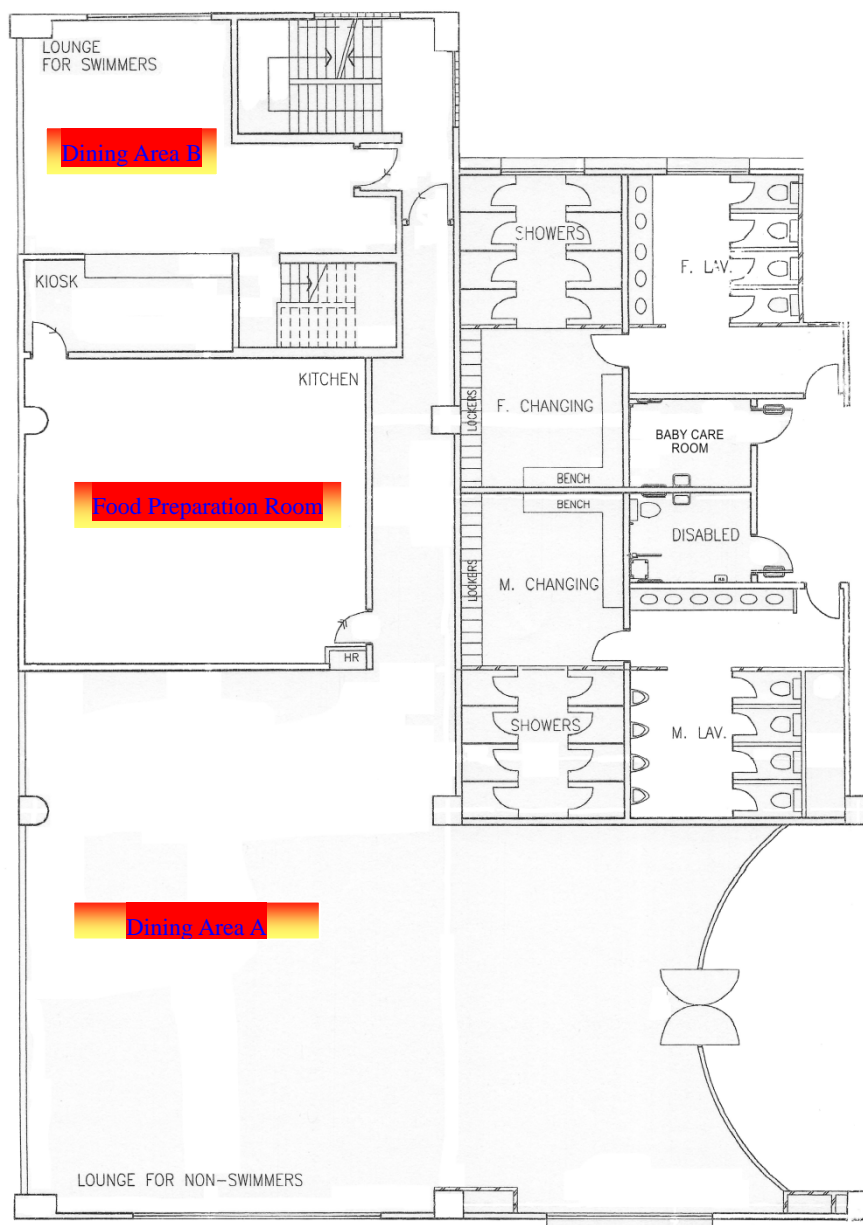 LOUNGE
FOR SWIMMERS
Dining Area B
SHOWERS
F. LAV.
KIOSK
KITCHEN
LOCKERS
F. CHANGING
BABY CARE
ROOM
BENCH
Food Preparation Room
BENCH
DISABLED
LOCKERS
M. CHANGING
HR
SHOWERS
M. LAV.
Dining Area A
LOUNGE FOR NON-SWIMMERS